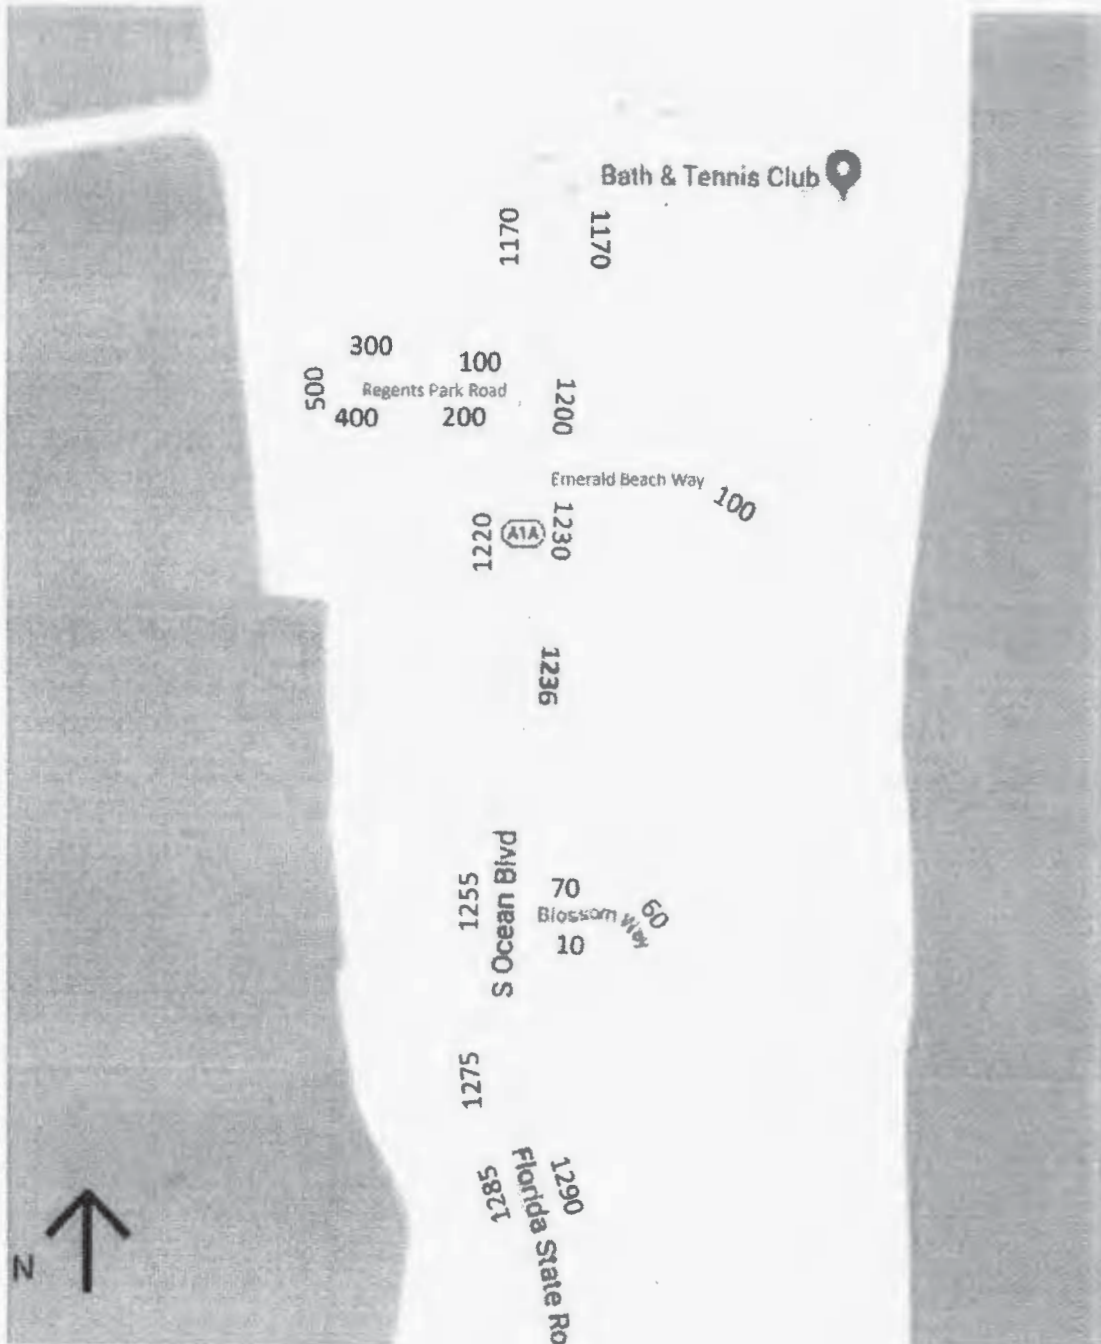 Bath & Tennis Club
1170
1170
300
100
500
Regents Park Road
1200
400
200
Emerald Beach Way
100
1220
A1A
1230
1236
S Ocean Blvd
1255
70
Blossom Way
60
10
1275
1285
Florida State Ro
1290
N